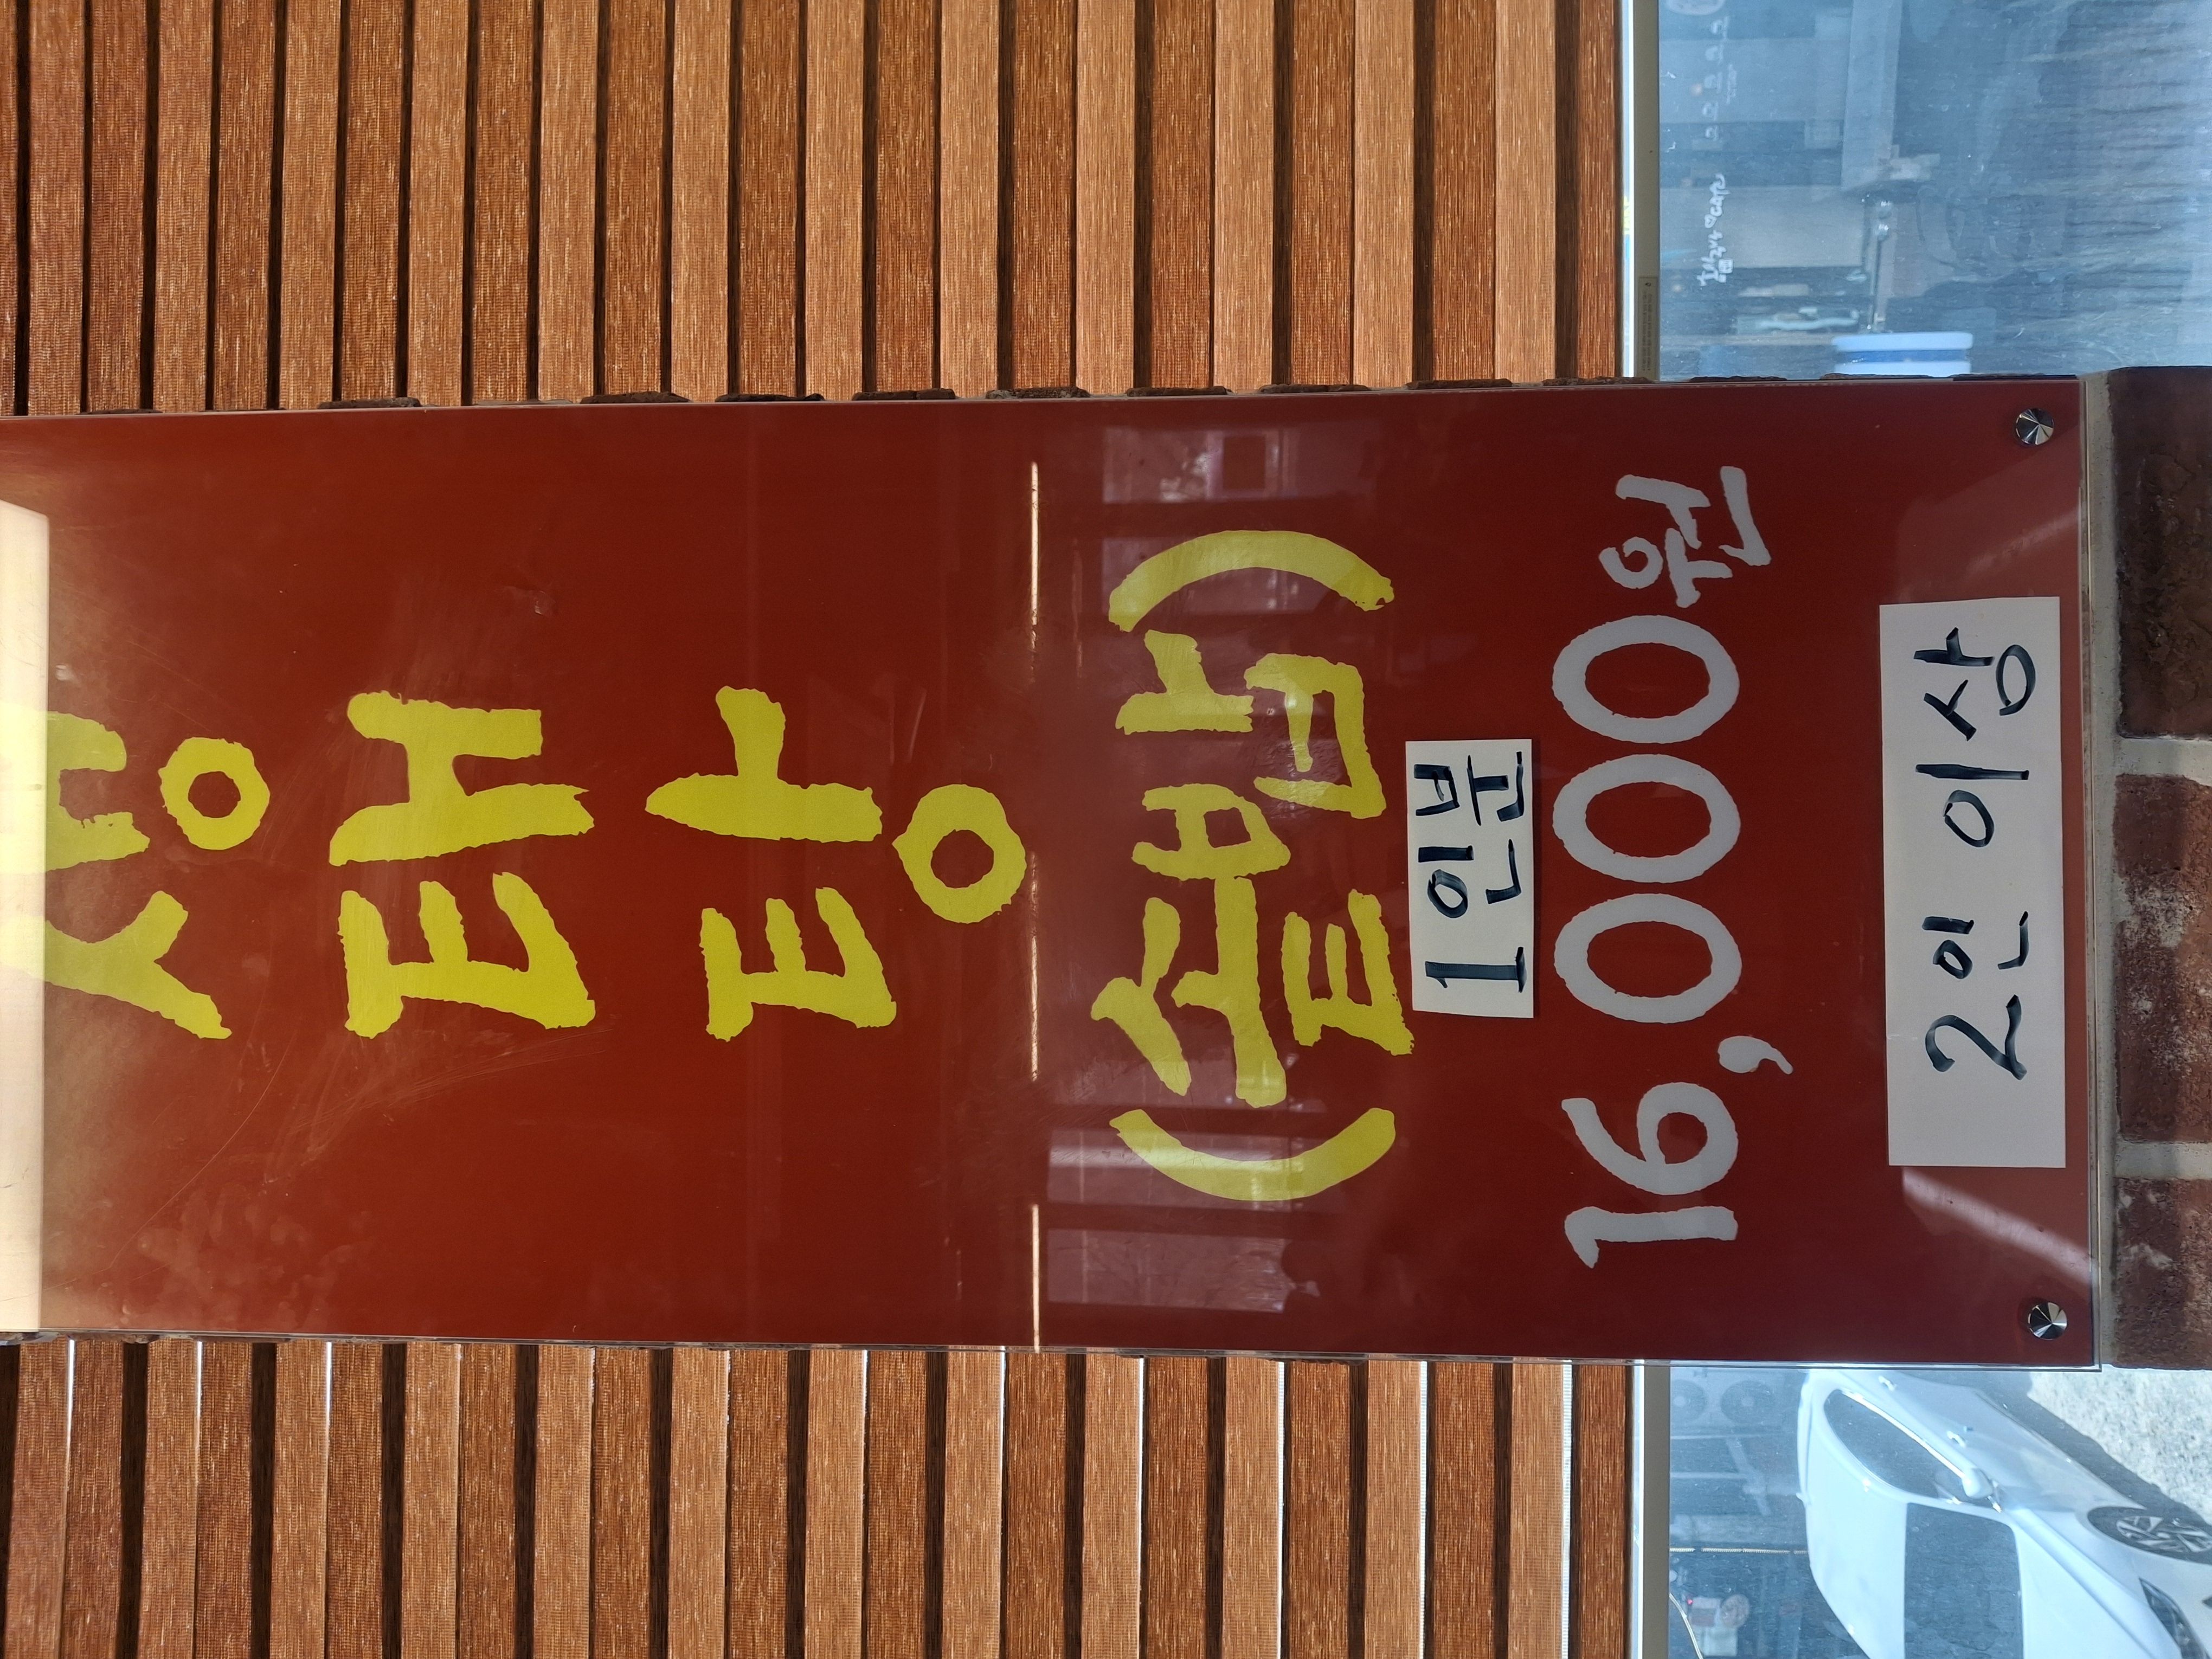 생태탕
(솥밥)
1인분
16,000원
2인 이상